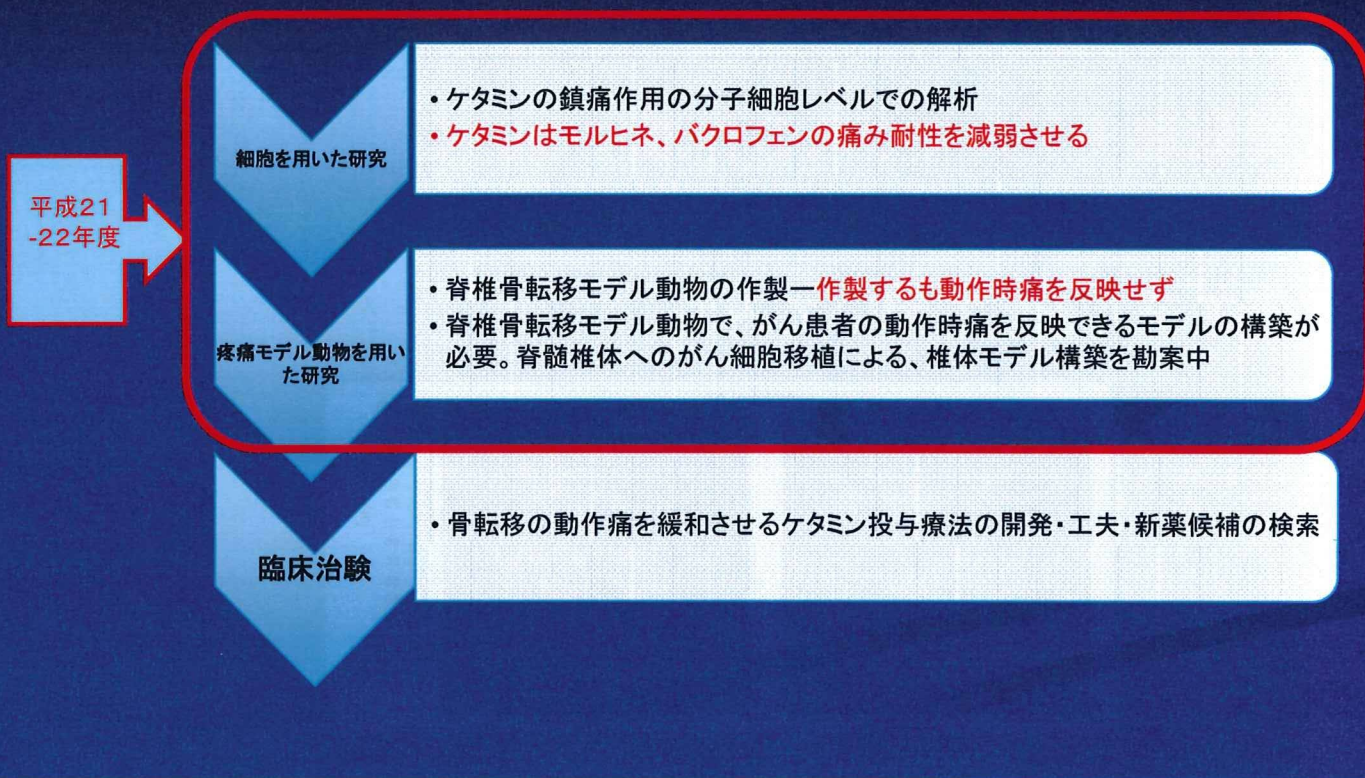 ・ケタミンの鎮痛作用の分子細胞レベルでの解析
・ケタミンはモルヒネ、バクロフェンの痛み耐性を減弱させる
細胞を用いた研究
平成21
-22年度
・脊椎骨転移モデル動物の作製ー作製するも動作時痛を反映せず
・脊椎骨転移モデル動物で、がん患者の動作時痛を反映できるモデルの構築が
必要。脊髄椎体へのがん細胞移植による、椎体モデル構築を勘案中
疼痛モデル動物を用い
た研究
・骨転移の動作痛を緩和させるケタミン投与療法の開発・工夫・新薬候補の検索
臨床治験